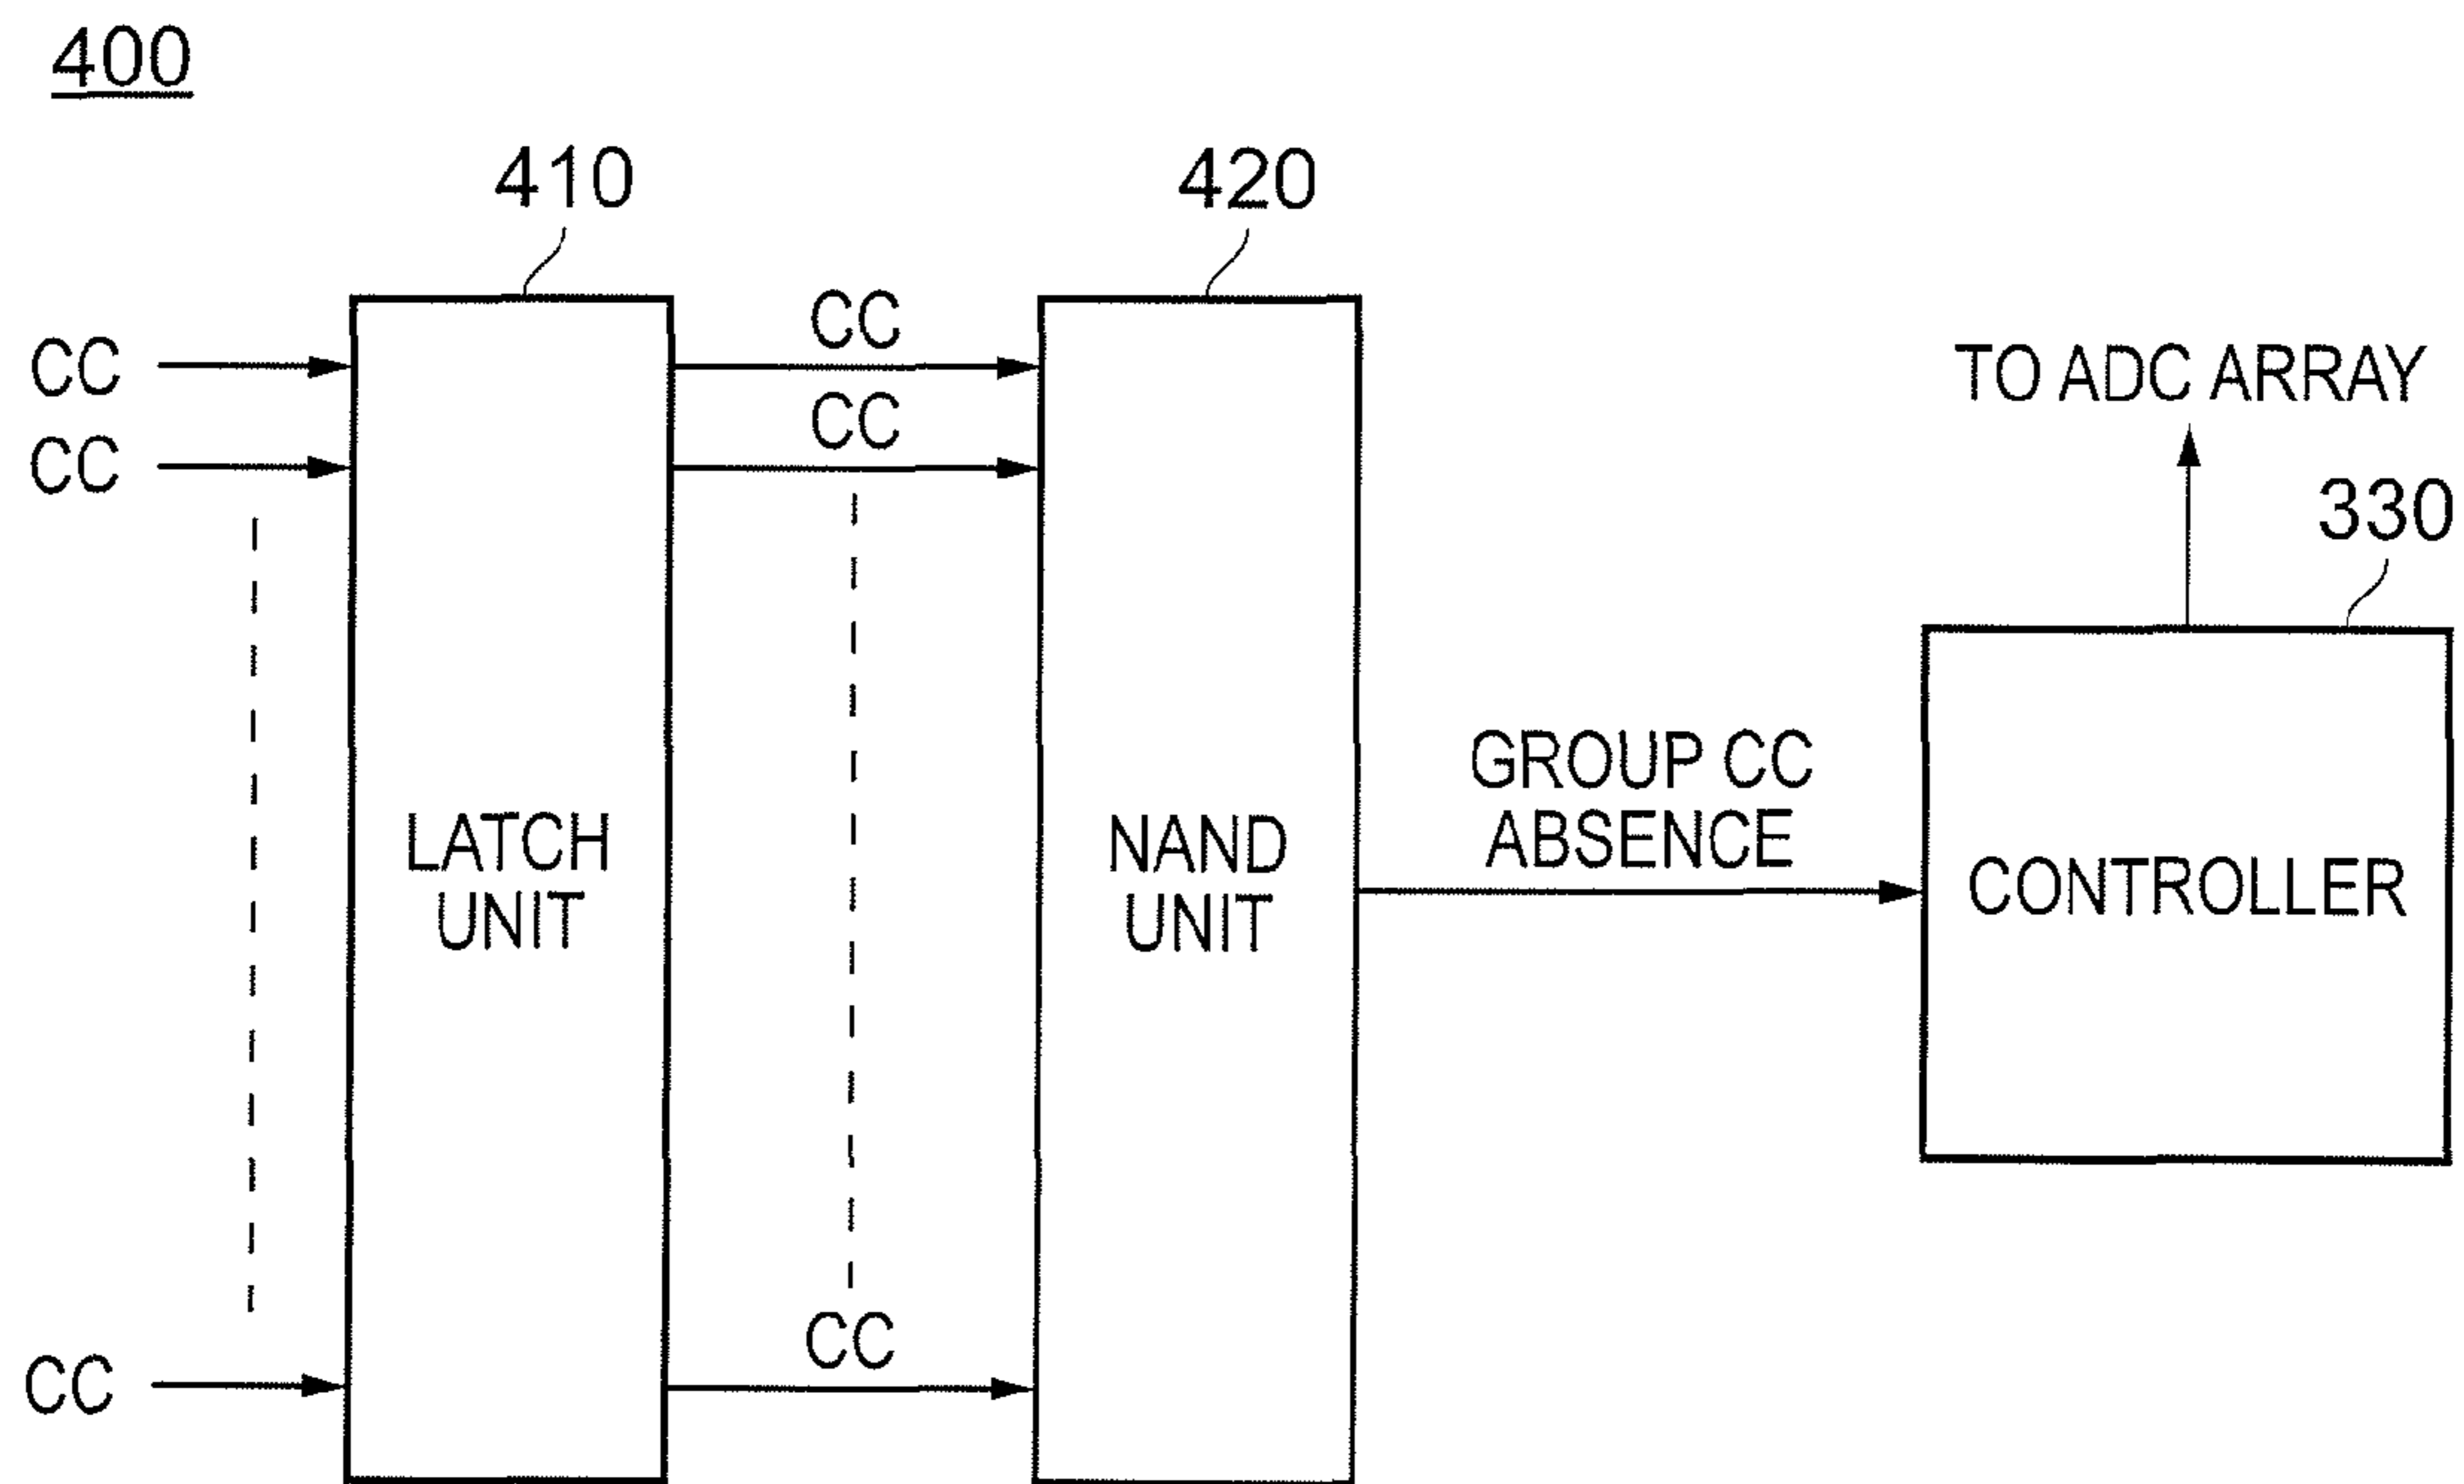 400
410
420
CC
CC
CC
CC
TO ADC ARRAY
330
LATCH
UNIT
NAND
UNIT
GROUP CC
ABSENCE
CONTROLLER
CC
CC